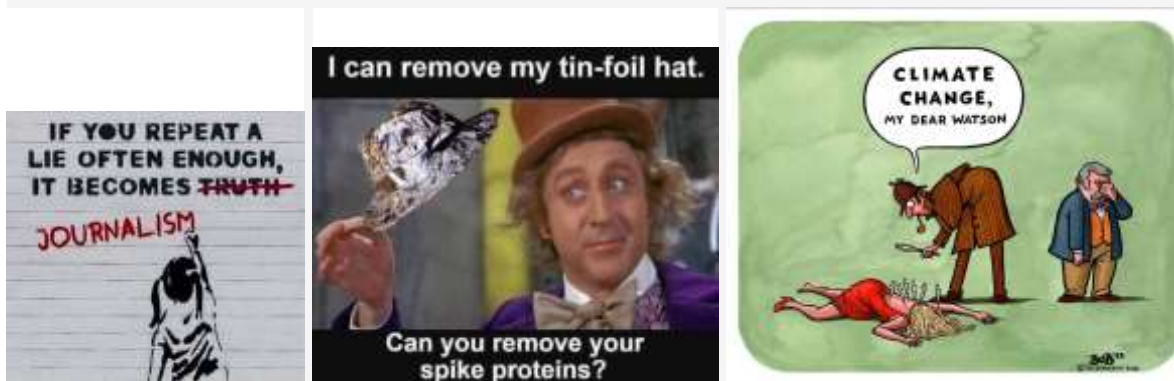 IF YOU REPEAT A
LIE OFTEN ENOUGH,
IT BECOMES TRUTH
JOURNALISM
I can remove my tin-foil hat.
Can you remove your
spike proteins?
CLIMATE
CHANGE,
MY DEAR WATSON